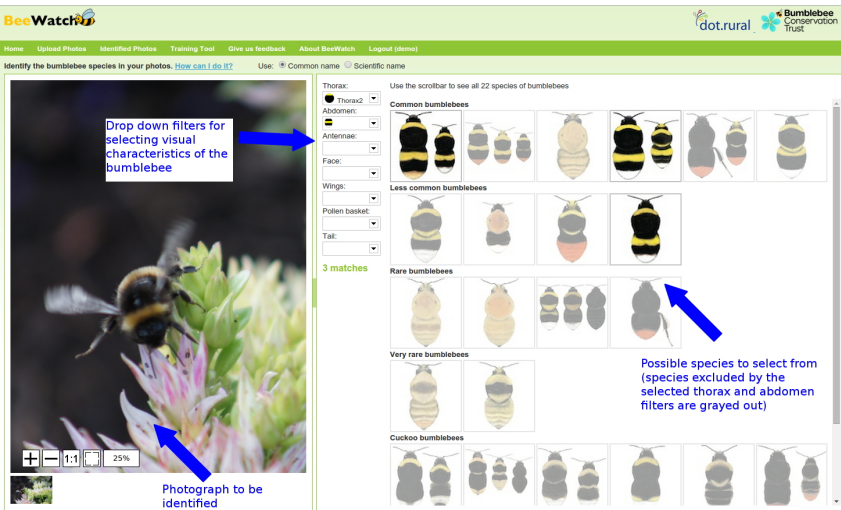 BeeWatch
dot.rural
Bumblebee
Conservation
Trust
Home Upload Photos Identified Photos Training Tool Give us feedback About BeeWatch Logout (demo)
Identify the bumblebee species in your photos. How can I do it? Use: Common name Scientific name
Thorax:
Thorax2
Abdomen:
Antennae:
Face:
Wings:
Pollen basket:
Tail:
3 matches
Use the scrollbar to see all 22 species of bumblebees
Common bumblebees
Less common bumblebees
Rare bumblebees
Very rare bumblebees
Cuckoo bumblebees
Drop down filters for
selecting visual
characteristics of the
bumblebee
Possible species to select from
(species excluded by the
selected thorax and abdomen
filters are grayed out)
1:1
25%
Photograph to be
identified